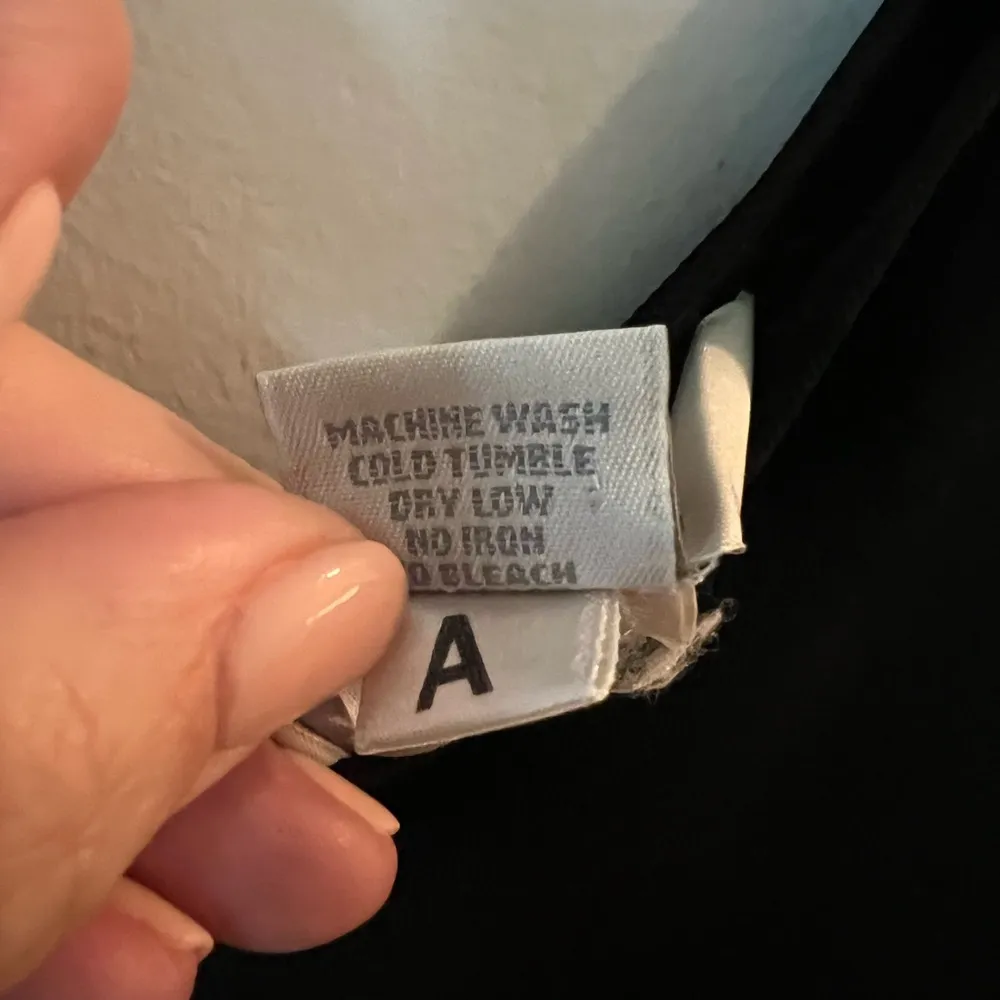 MACHINE WASH
COLD TUMBLE
DRY LOW
NO IRON
O BLEACH
A